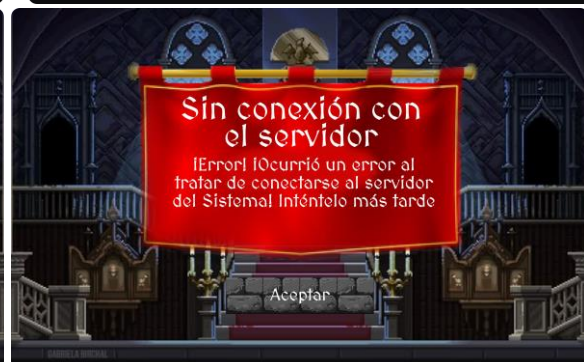 Sin conexión con
el servidor
¡Error! ¡Ocurrió un error al
tratar de conectarse al servidor
del Sistema! Inténtelo más tarde
Aceptar